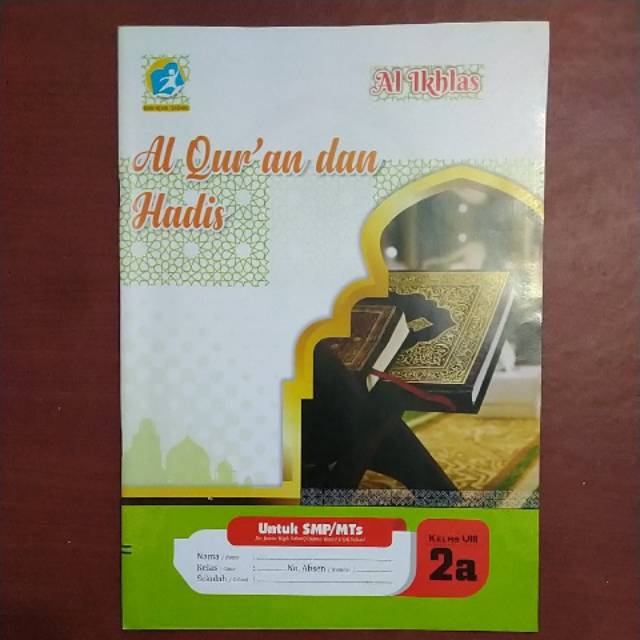 Al Ikhlas
Al Qur'an dan
Hadis
Untuk SMP/MTs
Nama :
Kelas : No. Absen :
Sekolah :
KELAS VIII
2a